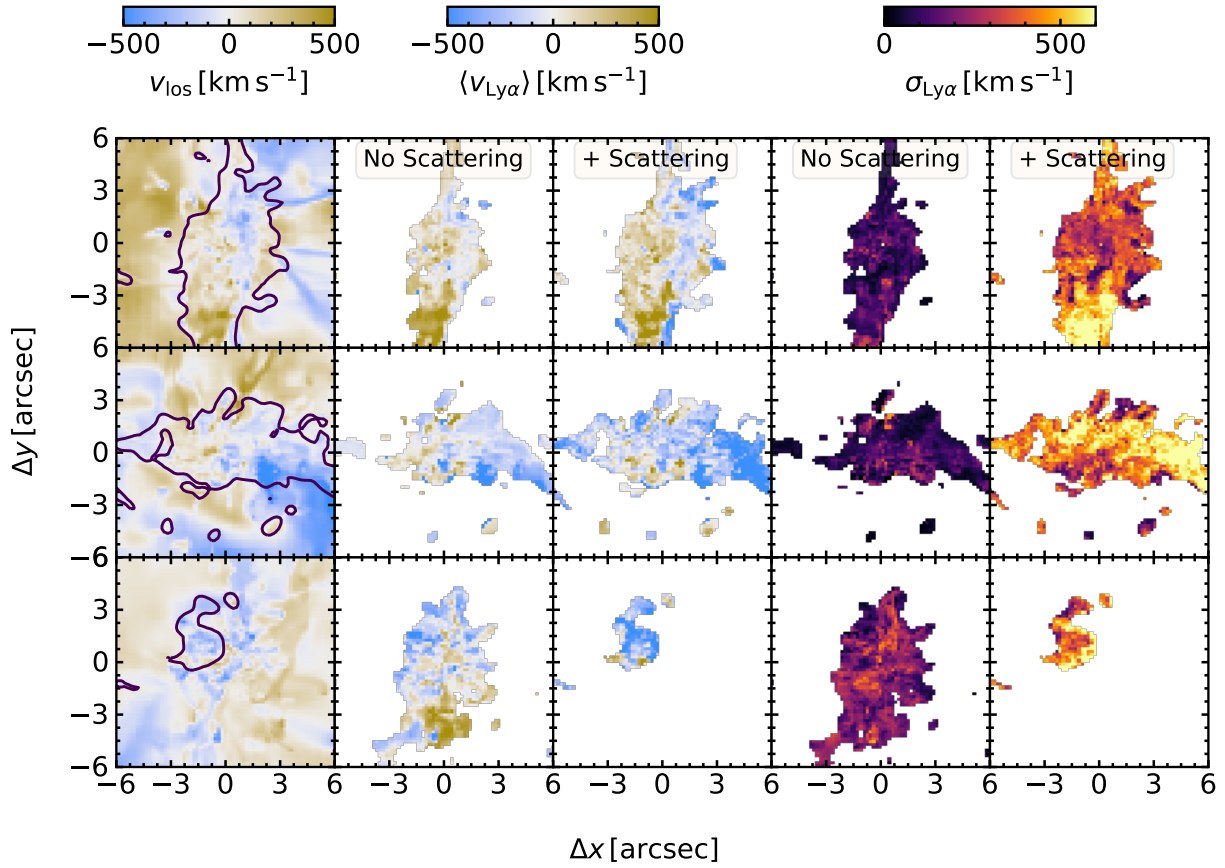 −500 0 500 −500 0 500 0 500
v_los [km s⁻¹] ⟨v_Lyα⟩ [km s⁻¹] σ_Lyα [km s⁻¹]
No Scattering + Scattering No Scattering + Scattering
6
3
0
−3
6
3
0
−3
−6
3
0
−3
−6
Δy [arcsec]
−6 −3 0 3 6 −3 0 3 6 −3 0 3 6 −3 0 3 6 −3 0 3 6
Δx [arcsec]